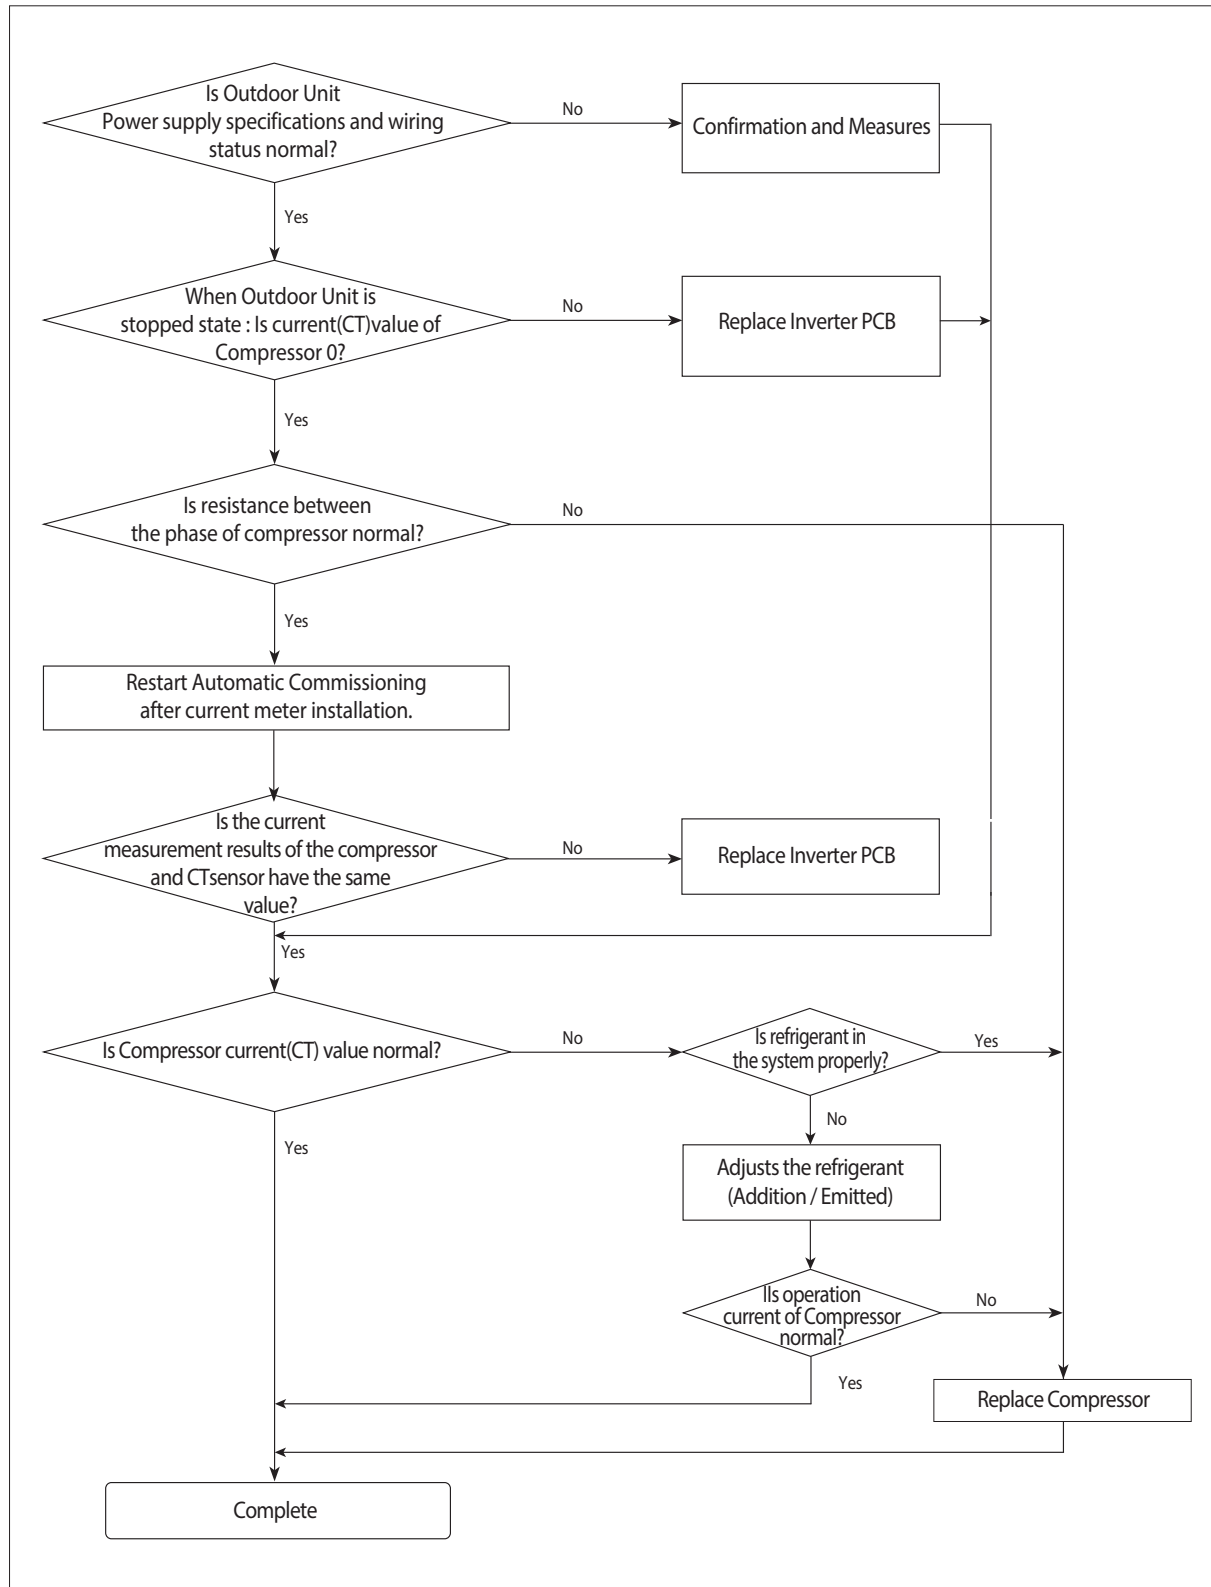 Is Outdoor Unit
Power supply specifications and wiring
status normal?
No
Confirmation and Measures
Yes
When Outdoor Unit is
stopped state : Is current(CT)value of
Compressor 0?
No
Replace Inverter PCB
Yes
Is resistance between
the phase of compressor normal?
No
Yes
Restart Automatic Commissioning
after current meter installation.
Is the current
measurement results of the compressor
and CTsensor have the same
value?
No
Replace Inverter PCB
Yes
Is Compressor current(CT) value normal?
No
Is refrigerant in
the system properly?
Yes
No
Yes
Adjusts the refrigerant
(Addition / Emitted)
IIs operation
current of Compressor
normal?
No
Yes
Replace Compressor
Complete